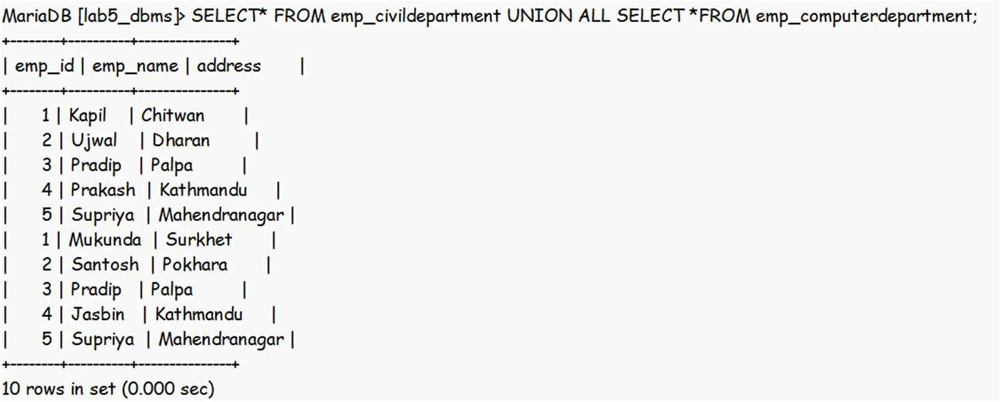 MariaDB [lab5_dbms]> SELECT* FROM emp_civildepartment UNION ALL SELECT *FROM emp_computerdepartment;
+--------+----------+---------------+
| emp_id | emp_name | address       |
+--------+----------+---------------+
|      1 | Kapil    | Chitwan       |
|      2 | Ujwal    | Dharan        |
|      3 | Pradip   | Palpa         |
|      4 | Prakash  | Kathmandu     |
|      5 | Supriya  | Mahendranagar |
|      1 | Mukunda  | Surkhet       |
|      2 | Santosh  | Pokhara       |
|      3 | Pradip   | Palpa         |
|      4 | Jasbin   | Kathmandu     |
|      5 | Supriya  | Mahendranagar |
+--------+----------+---------------+
10 rows in set (0.000 sec)